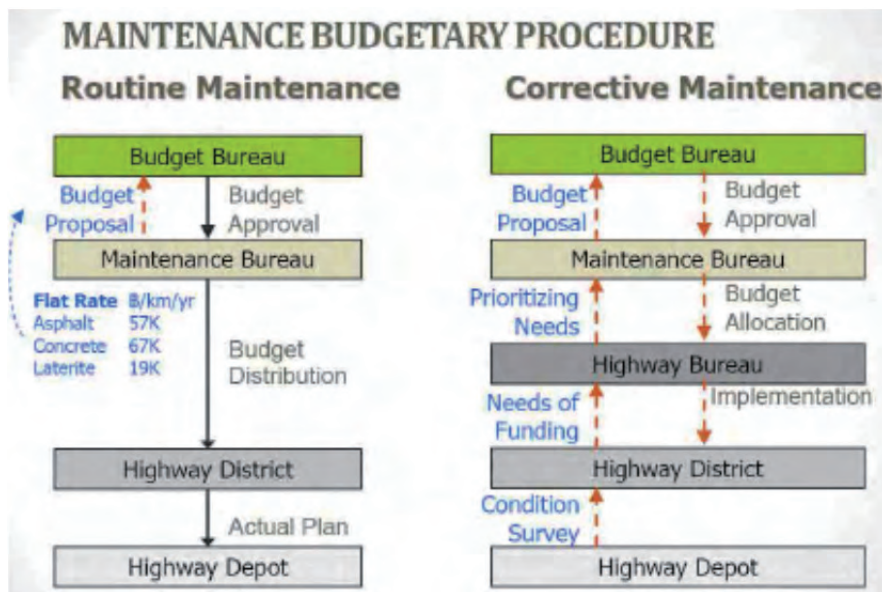 MAINTENANCE BUDGETARY PROCEDURE
Routine Maintenance
Budget Bureau
Budget
Proposal
Budget
Approval
Maintenance Bureau
Flat Rate ฿/km/yr
Asphalt 57K
Concrete 67K
Laterite 19K
Budget
Distribution
Highway District
Actual Plan
Highway Depot
Corrective Maintenance
Budget Bureau
Budget
Proposal
Budget
Approval
Maintenance Bureau
Prioritizing
Needs
Budget
Allocation
Highway Bureau
Needs of
Funding
Implementation
Highway District
Condition
Survey
Highway Depot